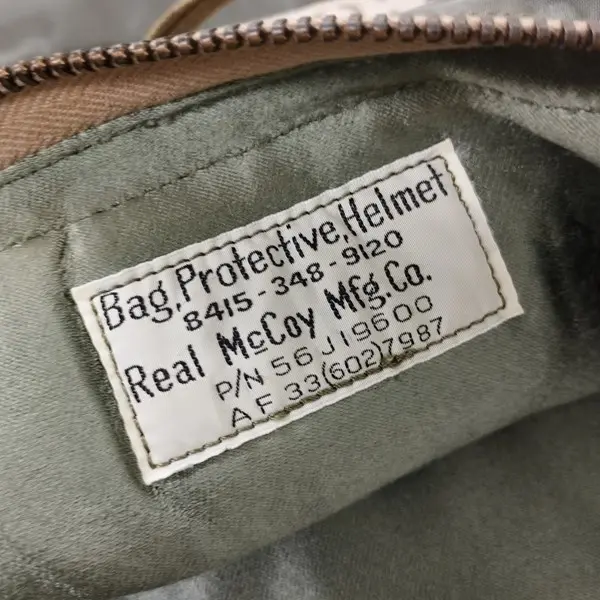 Bag,Protective,Helmet
8415-348-9120
Real McCoy Mfg.Co.
P/N 56J19600
AF 33(602)7987